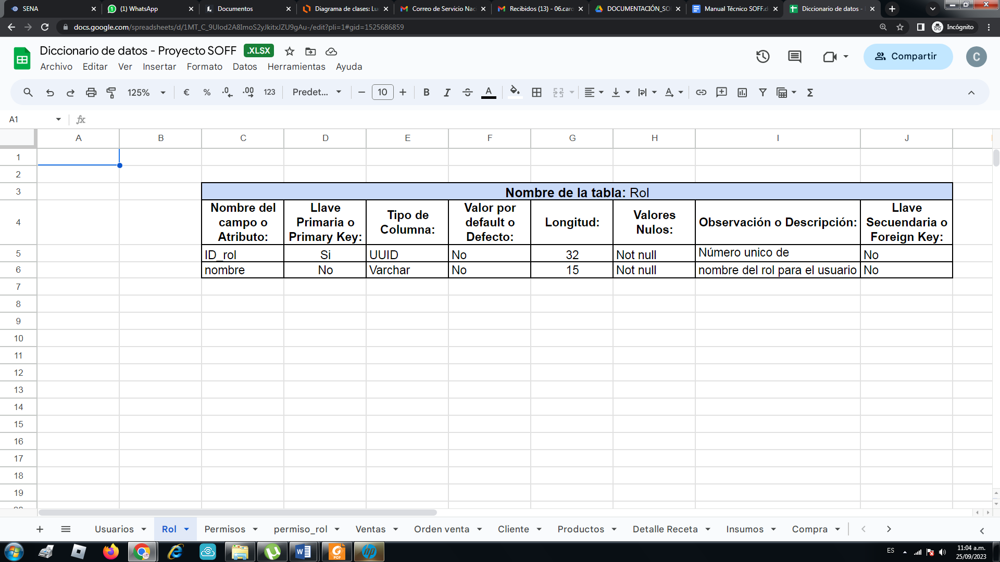 SENA
(1) WhatsApp
Documentos
Diagrama de clases: Lu
Correo de Servicio Nac
Recibidos (13) - 06.card
DOCUMENTACIÓN_SO
Manual Técnico SOFF.d
Diccionario de datos -
docs.google.com/spreadsheets/d/1MT_C_9Ulod2A8ImoS2yJkitxJZU9gAu-/edit?pli=1#gid=1525686859
Incógnito
Diccionario de datos - Proyecto SOFF .XLSX
Archivo Editar Ver Insertar Formato Datos Herramientas Ayuda
Compartir
C
125% € % .0 .00 123 Predet... 10 B I S A Σ
A1 fx
A B C D E F G H I J
1
2
3 Nombre de la tabla: Rol
4
Nombre del campo o Atributo:
Llave Primaria o Primary Key:
Tipo de Columna:
Valor por default o Defecto:
Longitud:
Valores Nulos:
Observación o Descripción:
Llave Secuendaria o Foreign Key:
5 ID_rol Si UUID No 32 Not null Número unico de No
6 nombre No Varchar No 15 Not null nombre del rol para el usuario No
7
8
9
10
11
12
13
14
15
16
17
18
19
Usuarios Rol Permisos permiso_rol Ventas Orden venta Cliente Productos Detalle Receta Insumos Compra
ES
11:04 a.m.
25/09/2023